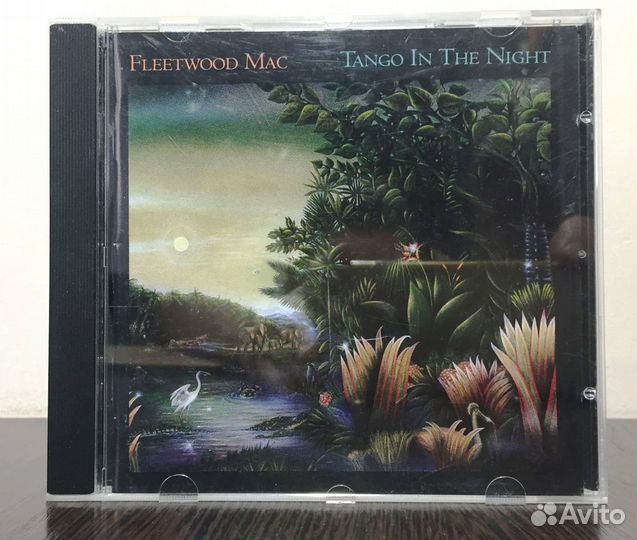 FLEETWOOD MAC
TANGO IN THE NIGHT
Avito